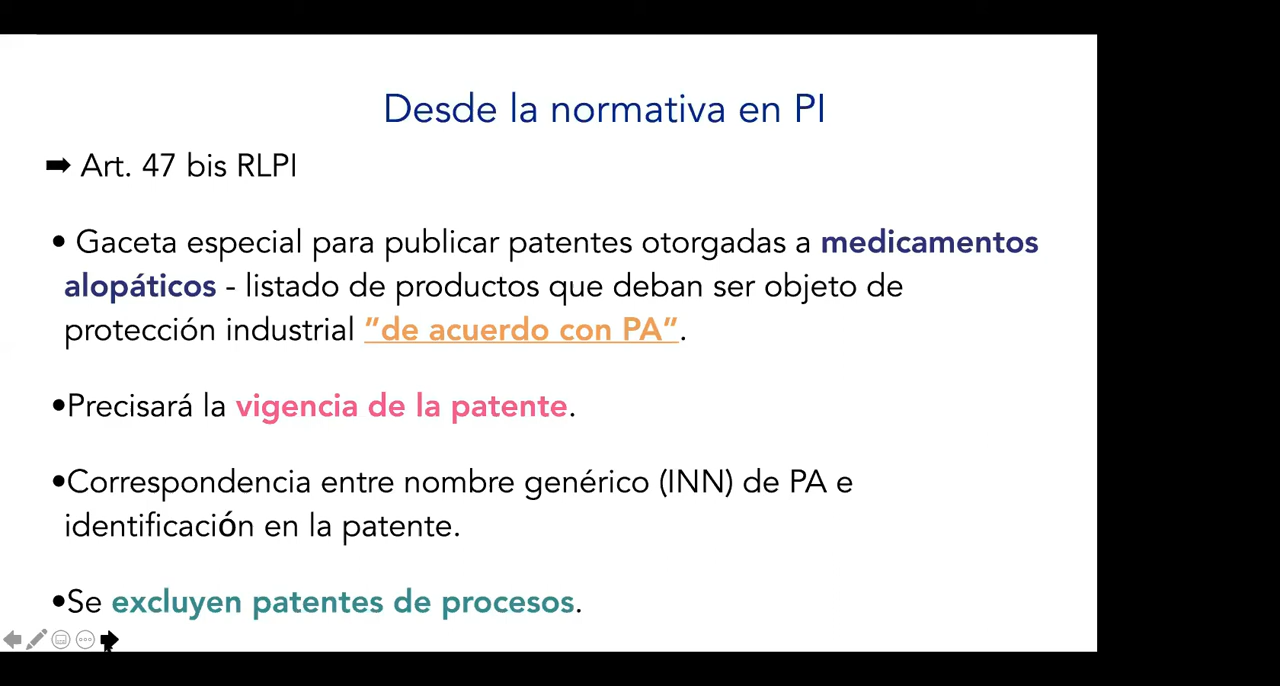 Desde la normativa en PI
➡ Art. 47 bis RLPI
• Gaceta especial para publicar patentes otorgadas a medicamentos
alopáticos - listado de productos que deban ser objeto de
protección industrial ”de acuerdo con PA”.
•Precisará la vigencia de la patente.
•Correspondencia entre nombre genérico (INN) de PA e
identificación en la patente.
•Se excluyen patentes de procesos.